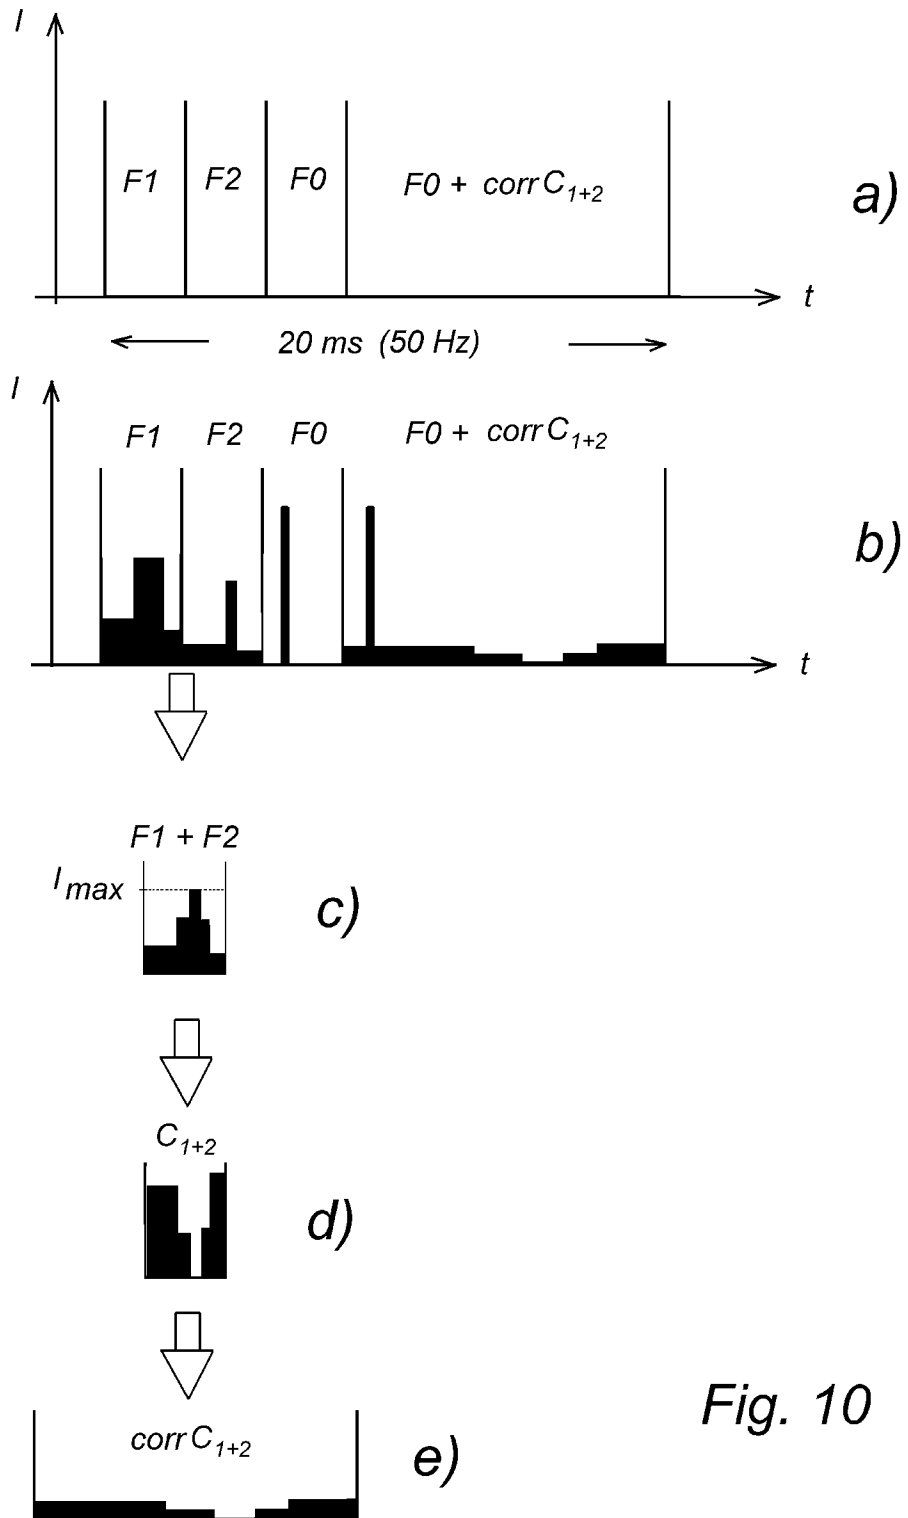 I
F1 F2 F0 F0 + corr C1+2
a)
t
20 ms (50 Hz)
I
F1 F2 F0 F0 + corr C1+2
b)
t
F1 + F2
I max
c)
C1+2
d)
Fig. 10
corr C1+2
e)